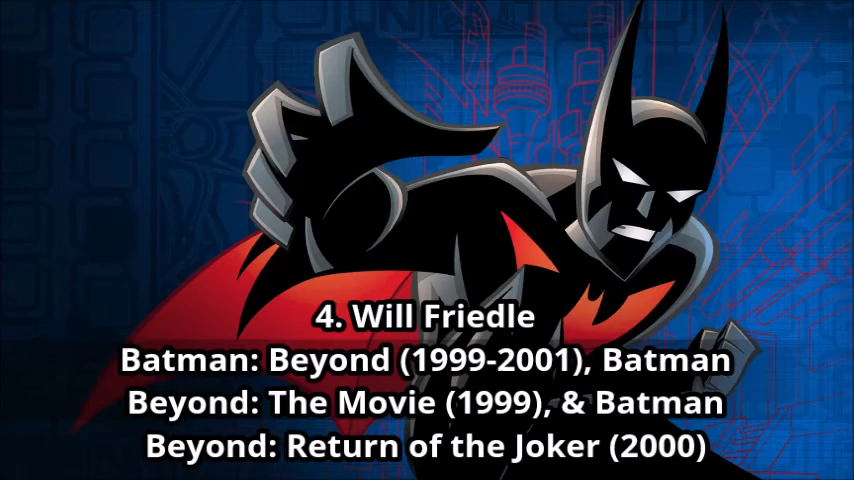 4. Will Friedle
Batman: Beyond (1999-2001), Batman
Beyond: The Movie (1999), & Batman
Beyond: Return of the Joker (2000)